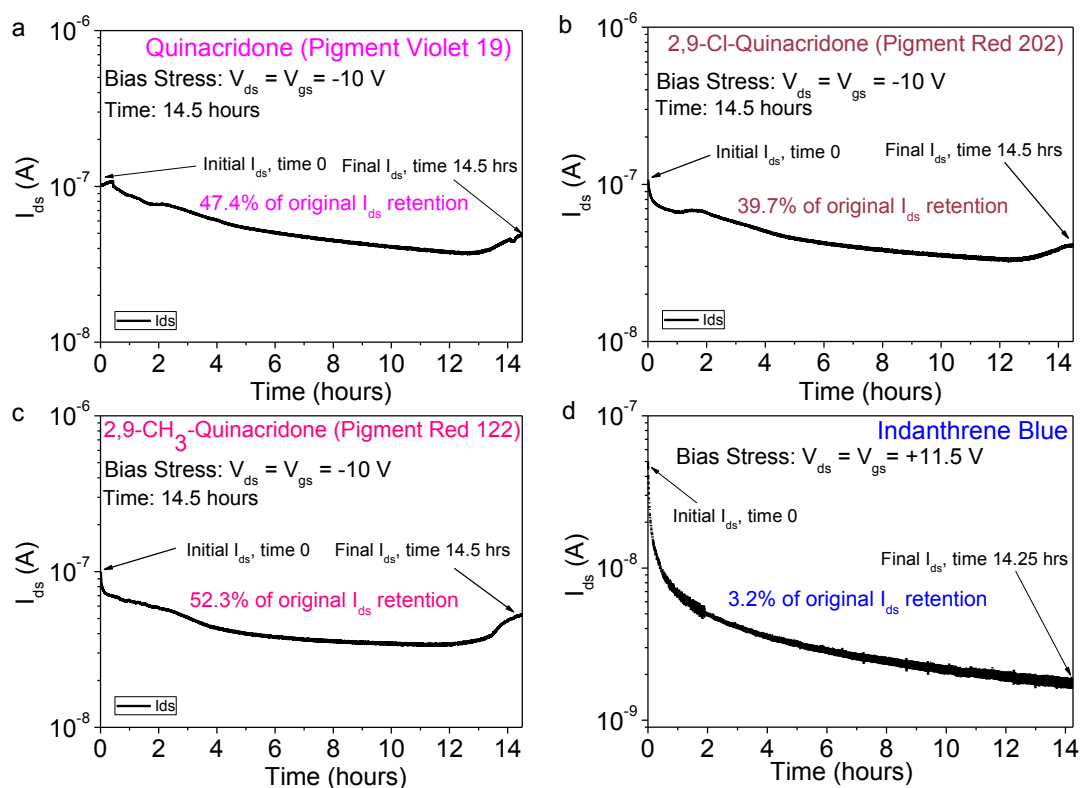 a
Quinacridone (Pigment Violet 19)
Bias Stress: V_ds = V_gs = -10 V
Time: 14.5 hours
Initial I_ds, time 0
Final I_ds, time 14.5 hrs
47.4% of original I_ds retention
Ids
10^-6
10^-7
10^-8
I_ds (A)
0 2 4 6 8 10 12 14
Time (hours)
b
2,9-Cl-Quinacridone (Pigment Red 202)
Bias Stress: V_ds = V_gs = -10 V
Time: 14.5 hours
Initial I_ds, time 0
Final I_ds, time 14.5 hrs
39.7% of original I_ds retention
Ids
10^-6
10^-7
10^-8
I_ds (A)
0 2 4 6 8 10 12 14
Time (hours)
c
2,9-CH_3-Quinacridone (Pigment Red 122)
Bias Stress: V_ds = V_gs = -10 V
Time: 14.5 hours
Initial I_ds, time 0
Final I_ds, time 14.5 hrs
52.3% of original I_ds retention
Ids
10^-6
10^-7
10^-8
I_ds (A)
0 2 4 6 8 10 12 14
Time (hours)
d
Indanthrene Blue
Bias Stress: V_ds = V_gs = +11.5 V
Initial I_ds, time 0
Final I_ds, time 14.25 hrs
3.2% of original I_ds retention
10^-7
10^-8
10^-9
I_ds (A)
0 2 4 6 8 10 12 14
Time (hours)